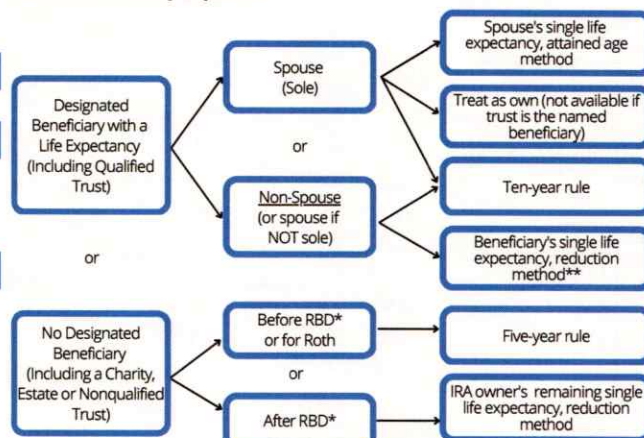 Designated
Beneficiary with a
Life Expectancy
(Including Qualified
Trust)
or
No Designated
Beneficiary
(Including a Charity,
Estate or Nonqualified
Trust)
Spouse
(Sole)
or
Non-Spouse
(or spouse if
NOT sole)
Before RBD*
or for Roth
or
After RBD*
Spouse's single life
expectancy, attained age
method
Treat as own (not available if
trust is the named
beneficiary)
Ten-year rule
Beneficiary's single life
expectancy, reduction
method**
Five-year rule
IRA owner's remaining single
life expectancy, reduction
method